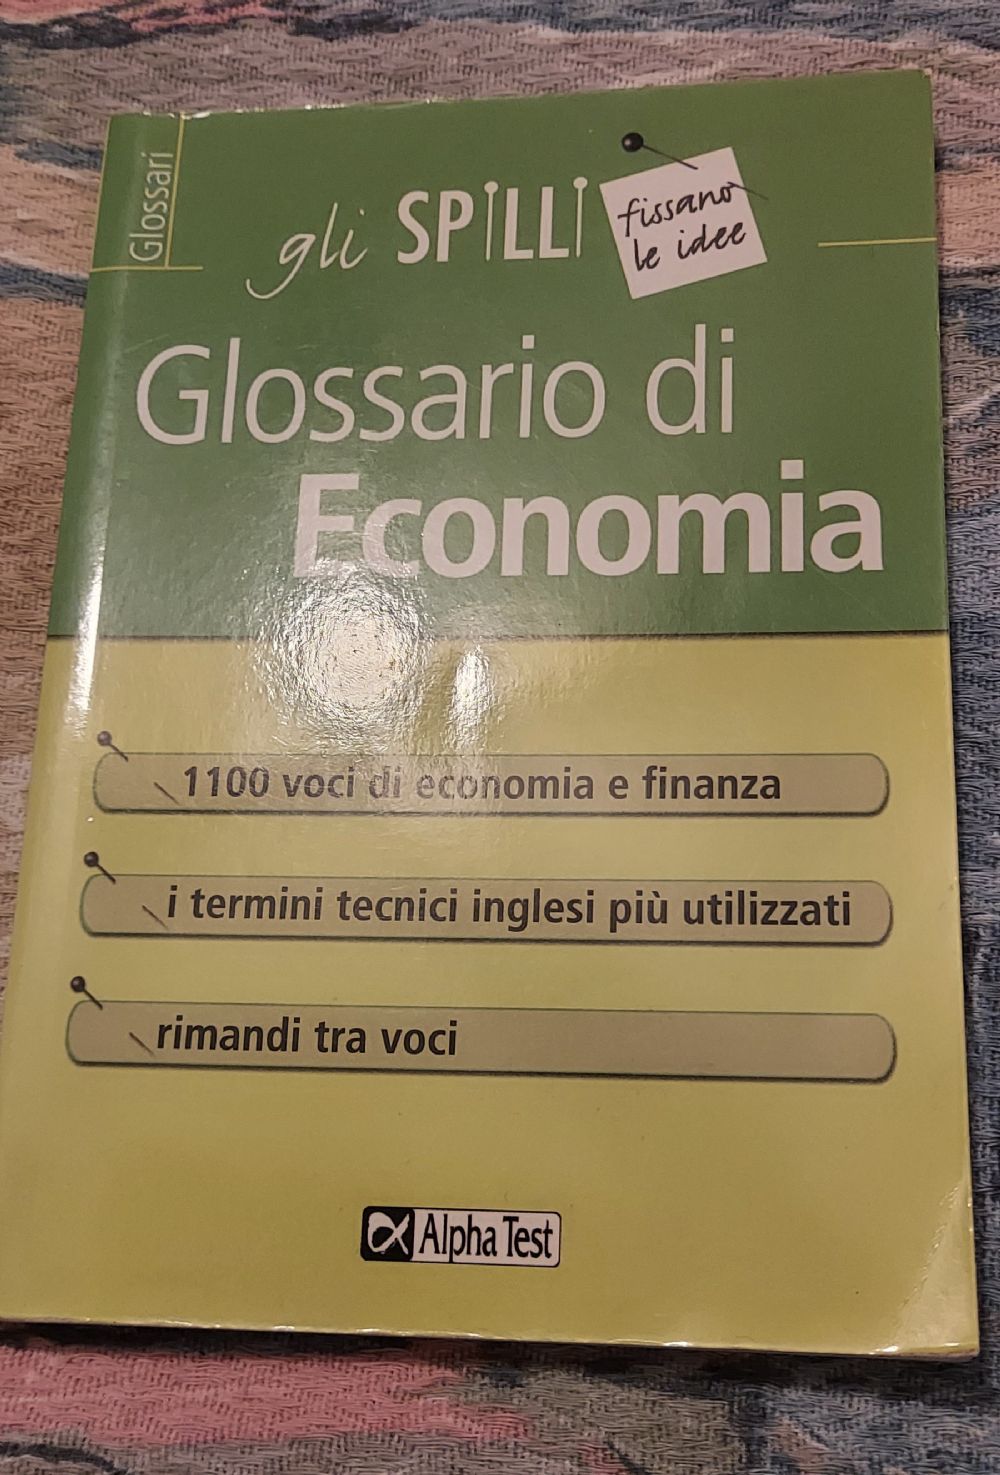 Glossari
gli SPILLI
fissano
le idee
Glossario di
Economia
1100 voci di economia e finanza
i termini tecnici inglesi più utilizzati
rimandi tra voci
Alpha Test